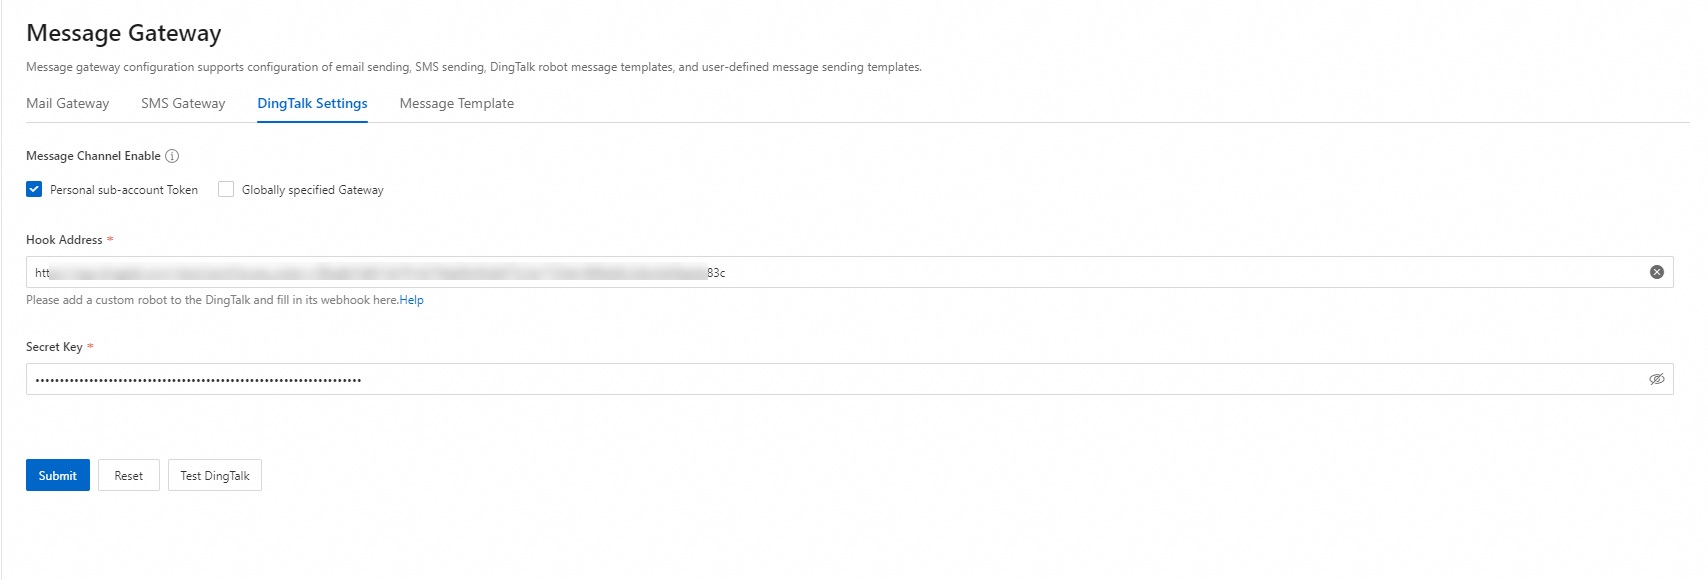 Message Gateway
Message gateway configuration supports configuration of email sending, SMS sending, DingTalk robot message templates, and user-defined message sending templates.
Mail Gateway SMS Gateway DingTalk Settings Message Template
Message Channel Enable
Personal sub-account Token Globally specified Gateway
Hook Address *
htt 83c
Please add a custom robot to the DingTalk and fill in its webhook here.Help
Secret Key *
Submit Reset Test DingTalk